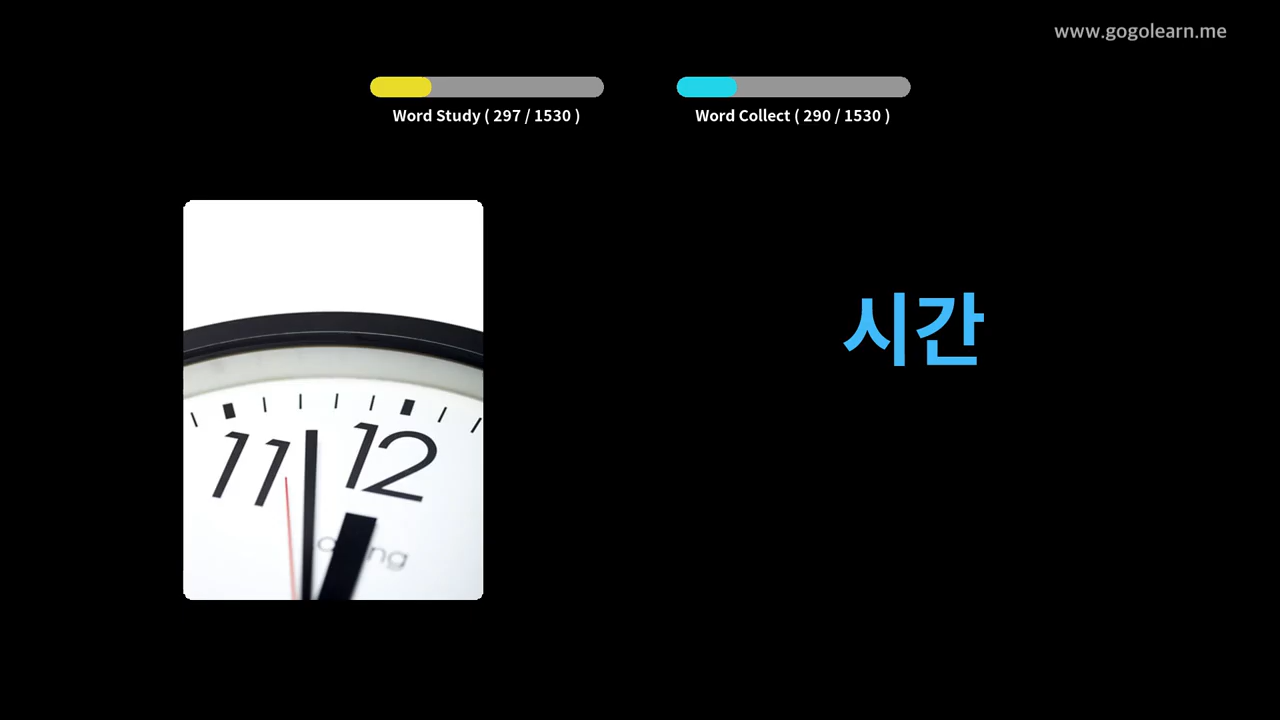 www.gogolearn.me
Word Study ( 297 / 1530 )
Word Collect ( 290 / 1530 )
시간
11 12